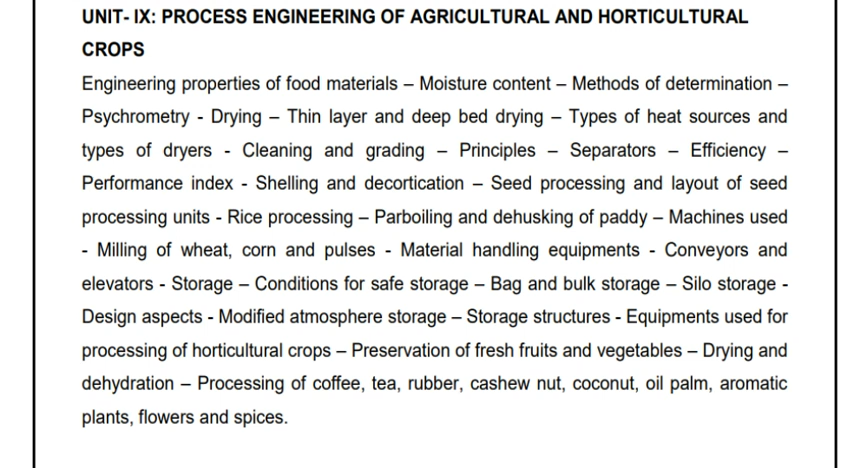 UNIT- IX: PROCESS ENGINEERING OF AGRICULTURAL AND HORTICULTURAL
CROPS
Engineering properties of food materials – Moisture content – Methods of determination –
Psychrometry - Drying – Thin layer and deep bed drying – Types of heat sources and
types of dryers - Cleaning and grading – Principles – Separators – Efficiency –
Performance index - Shelling and decortication – Seed processing and layout of seed
processing units - Rice processing – Parboiling and dehusking of paddy – Machines used
- Milling of wheat, corn and pulses - Material handling equipments - Conveyors and
elevators - Storage – Conditions for safe storage – Bag and bulk storage – Silo storage -
Design aspects - Modified atmosphere storage – Storage structures - Equipments used for
processing of horticultural crops – Preservation of fresh fruits and vegetables – Drying and
dehydration – Processing of coffee, tea, rubber, cashew nut, coconut, oil palm, aromatic
plants, flowers and spices.